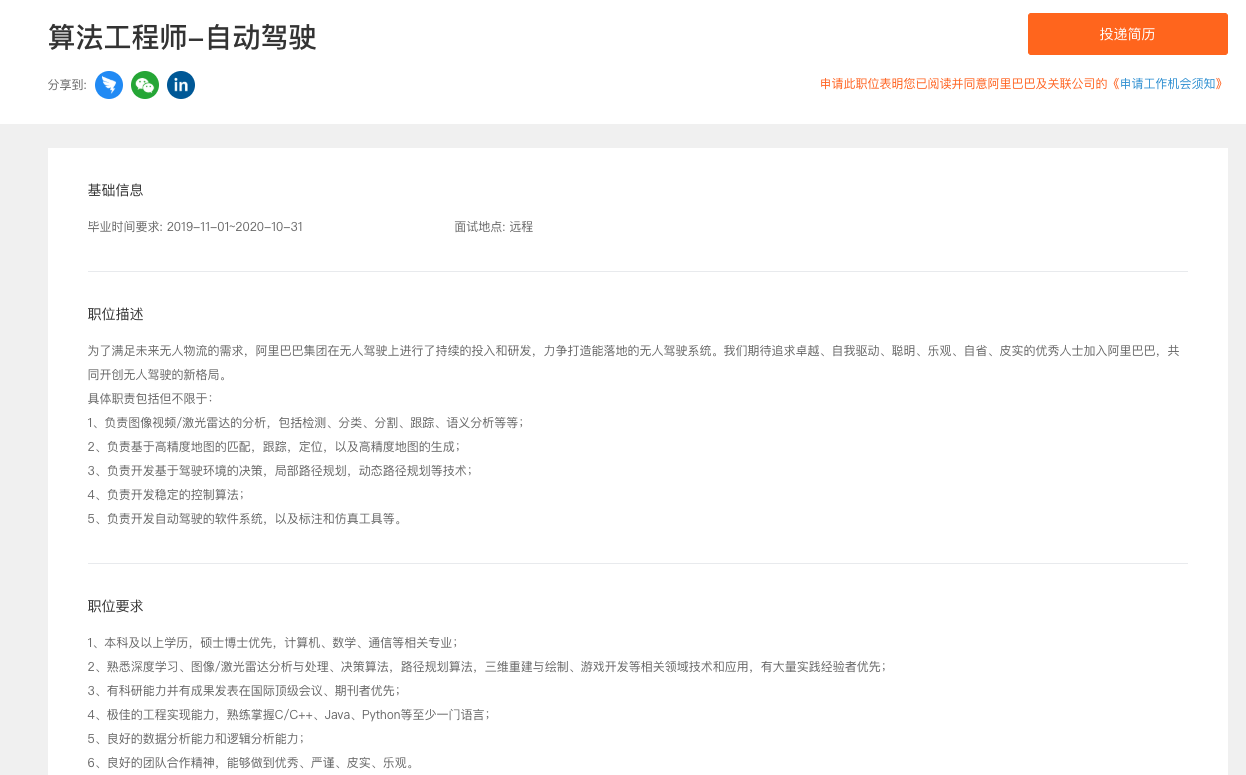 算法工程师-自动驾驶
投递简历
分享到:
in
申请此职位表明您已阅读并同意阿里巴巴及关联公司的《申请工作机会须知》
基础信息
毕业时间要求: 2019-11-01~2020-10-31
面试地点: 远程
职位描述
为了满足未来无人物流的需求，阿里巴巴集团在无人驾驶上进行了持续的投入和研发，力争打造能落地的无人驾驶系统。我们期待追求卓越、自我驱动、聪明、乐观、自省、皮实的优秀人士加入阿里巴巴，共
同开创无人驾驶的新格局。
具体职责包括但不限于：
1、负责图像视频/激光雷达的分析，包括检测、分类、分割、跟踪、语义分析等等；
2、负责基于高精度地图的匹配，跟踪，定位，以及高精度地图的生成；
3、负责开发基于驾驶环境的决策，局部路径规划，动态路径规划等技术；
4、负责开发稳定的控制算法；
5、负责开发自动驾驶的软件系统，以及标注和仿真工具等。
职位要求
1、本科及以上学历，硕士博士优先，计算机、数学、通信等相关专业；
2、熟悉深度学习、图像/激光雷达分析与处理、决策算法，路径规划算法，三维重建与绘制、游戏开发等相关领域技术和应用，有大量实践经验者优先；
3、有科研能力并有成果发表在国际顶级会议、期刊者优先；
4、极佳的工程实现能力，熟练掌握C/C++、Java、Python等至少一门语言；
5、良好的数据分析能力和逻辑分析能力；
6、良好的团队合作精神，能够做到优秀、严谨、皮实、乐观。